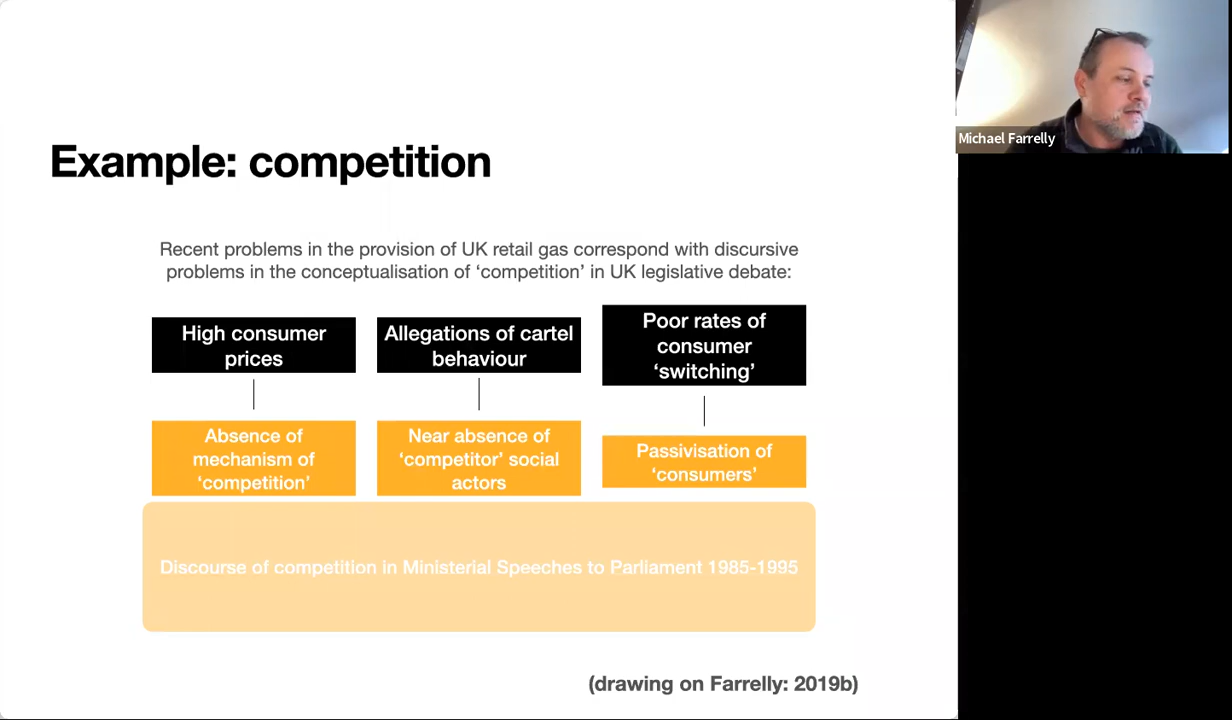 Michael Farrelly
Example: competition
Recent problems in the provision of UK retail gas correspond with discursive
problems in the conceptualisation of ‘competition’ in UK legislative debate:
High consumer
prices
Allegations of cartel
behaviour
Poor rates of
consumer
‘switching’
Absence of
mechanism of
‘competition’
Near absence of
‘competitor’ social
actors
Passivisation of
‘consumers’
Discourse of competition in Ministerial Speeches to Parliament 1985-1995
(drawing on Farrelly: 2019b)